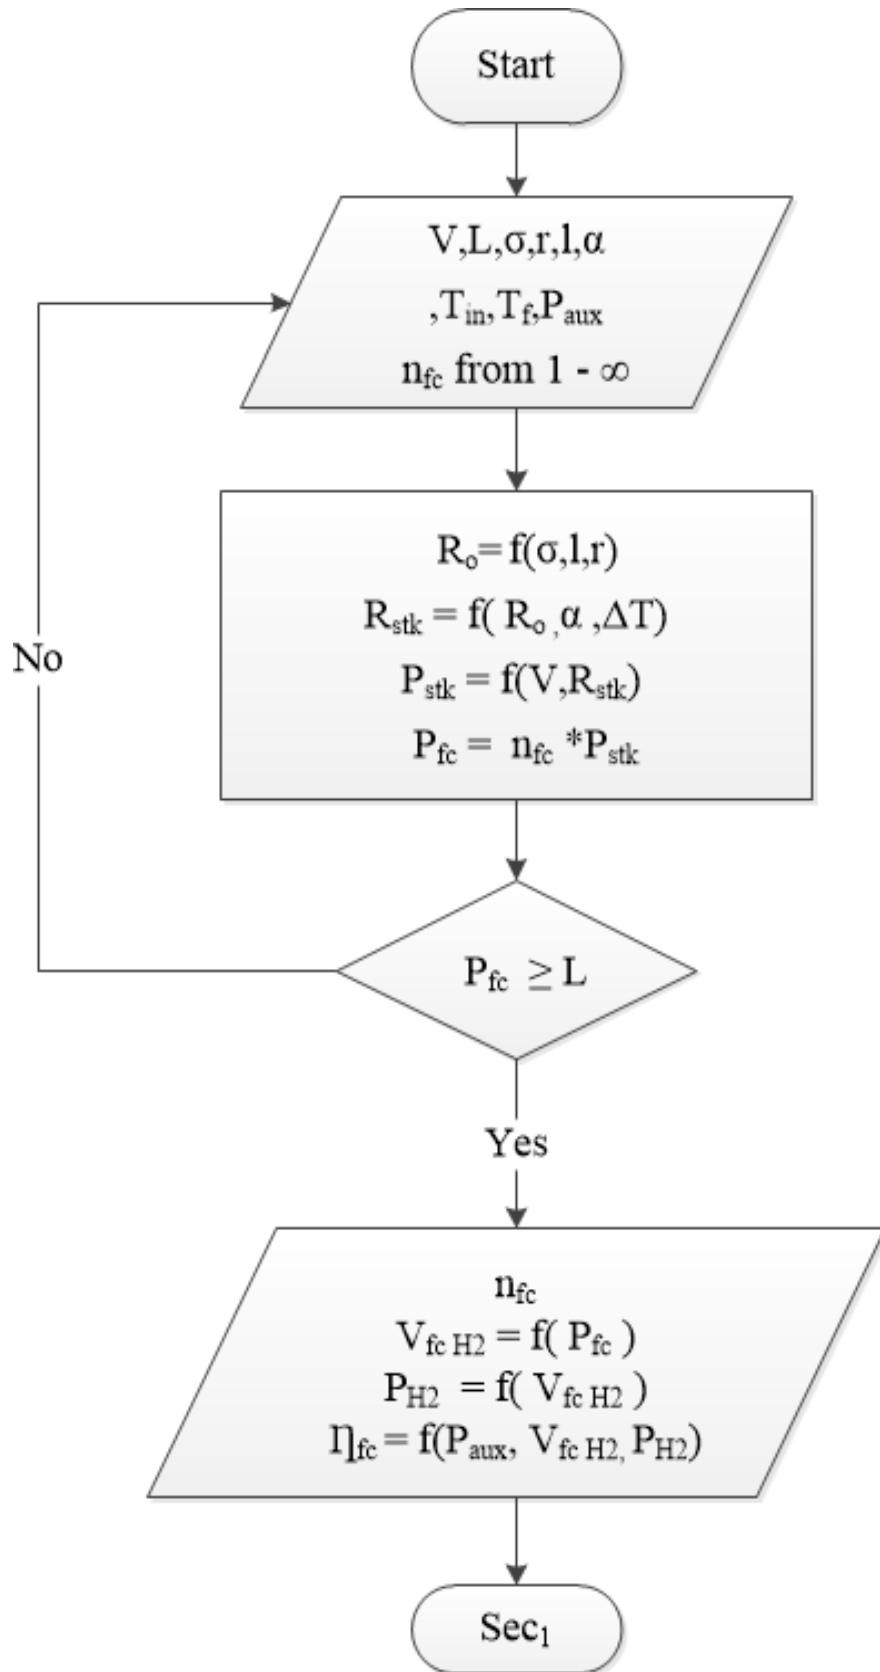 Start
V,L,σ,r,l,α
,Tin,Tf,Paux
nfc from 1 - ∞
Ro= f(σ,l,r)
Rstk = f( Ro ,α ,ΔT)
Pstk = f(V,Rstk)
Pfc = nfc *Pstk
No
Pfc ≥ L
Yes
nfc
Vfc H2 = f( Pfc )
PH2 = f( Vfc H2 )
Ŋfc = f(Paux, Vfc H2, PH2)
Sec1